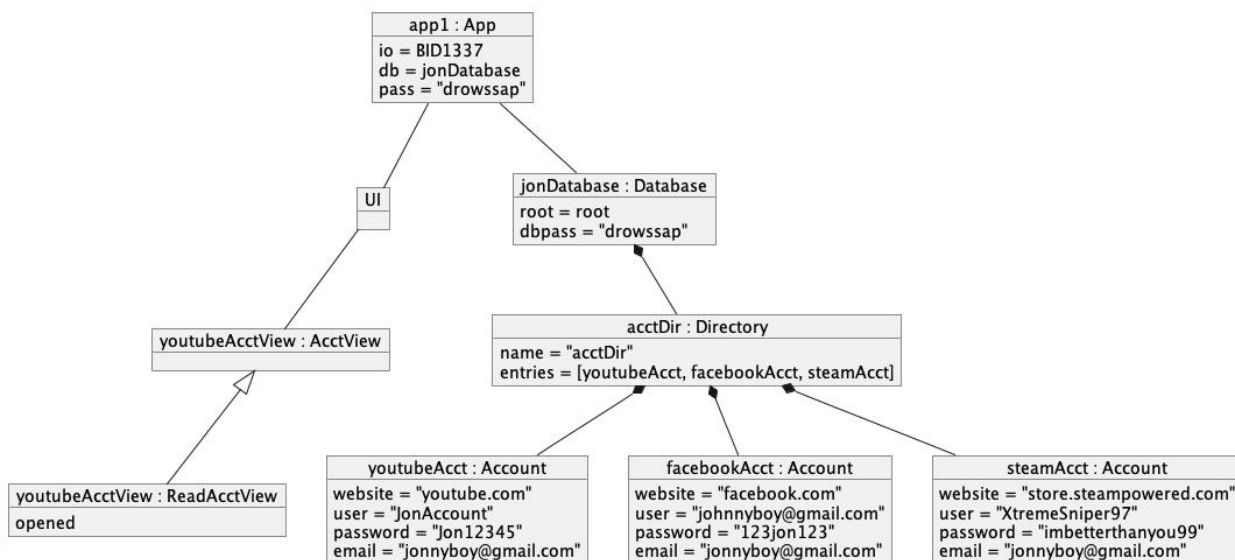 app1 : App
io = BID1337
db = jonDatabase
pass = "drowssap"
UI
jonDatabase : Database
root = root
dbpass = "drowssap"
youtubeAcctView : AcctView
acctDir : Directory
name = "acctDir"
entries = [youtubeAcct, facebookAcct, steamAcct]
youtubeAcctView : ReadAcctView
opened
youtubeAcct : Account
website = "youtube.com"
user = "JonAccount"
password = "Jon12345"
email = "jonnyboy@gmail.com"
facebookAcct : Account
website = "facebook.com"
user = "johnnyboy@gmail.com"
password = "123jon123"
email = "jonnyboy@gmail.com"
steamAcct : Account
website = "store.steampowered.com"
user = "XtremeSniper97"
password = "imbetterthanyou99"
email = "jonnyboy@gmail.com"